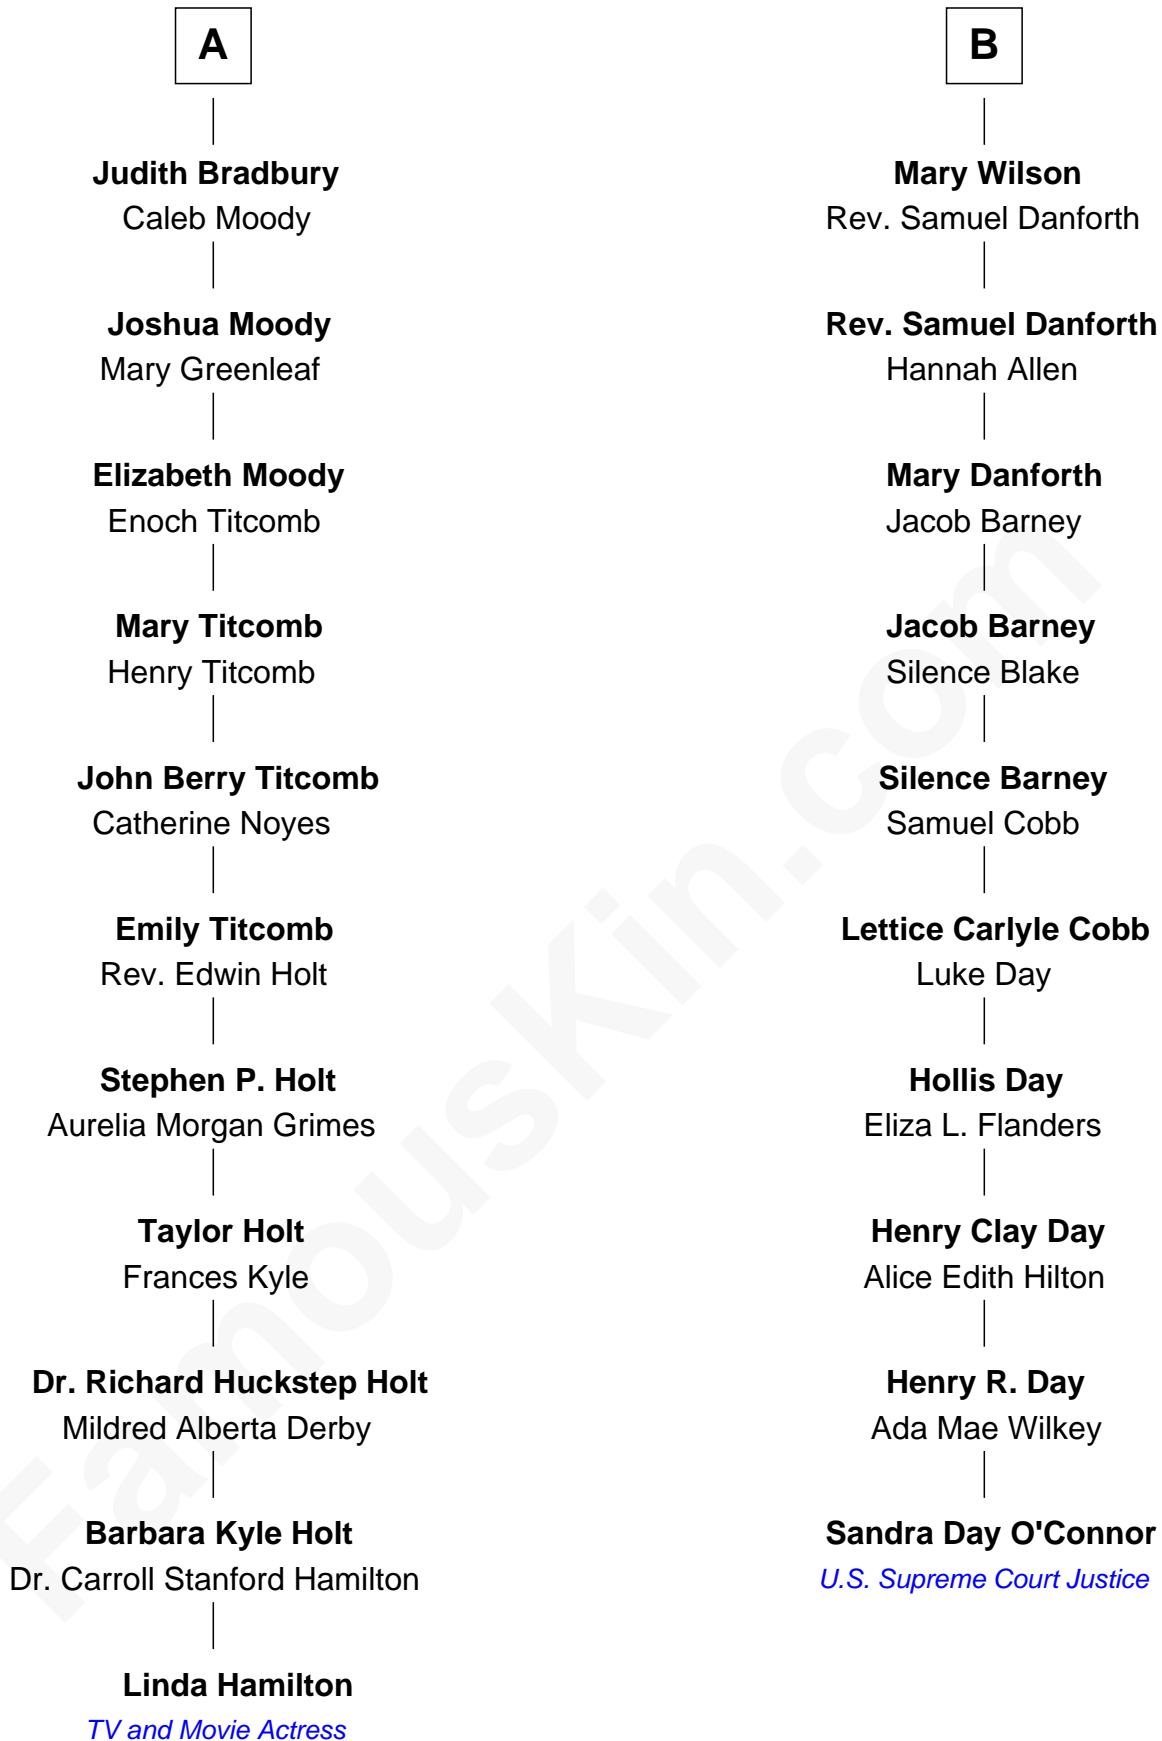 A
Judith Bradbury
Caleb Moody
Joshua Moody
Mary Greenleaf
Elizabeth Moody
Enoch Titcomb
Mary Titcomb
Henry Titcomb
John Berry Titcomb
Catherine Noyes
Emily Titcomb
Rev. Edwin Holt
Stephen P. Holt
Aurelia Morgan Grimes
Taylor Holt
Frances Kyle
Dr. Richard Huckstep Holt
Mildred Alberta Derby
Barbara Kyle Holt
Dr. Carroll Stanford Hamilton
Linda Hamilton
TV and Movie Actress
B
Mary Wilson
Rev. Samuel Danforth
Rev. Samuel Danforth
Hannah Allen
Mary Danforth
Jacob Barney
Jacob Barney
Silence Blake
Silence Barney
Samuel Cobb
Lettice Carlyle Cobb
Luke Day
Hollis Day
Eliza L. Flanders
Henry Clay Day
Alice Edith Hilton
Henry R. Day
Ada Mae Wilkey
Sandra Day O'Connor
U.S. Supreme Court Justice
FamousKin.com